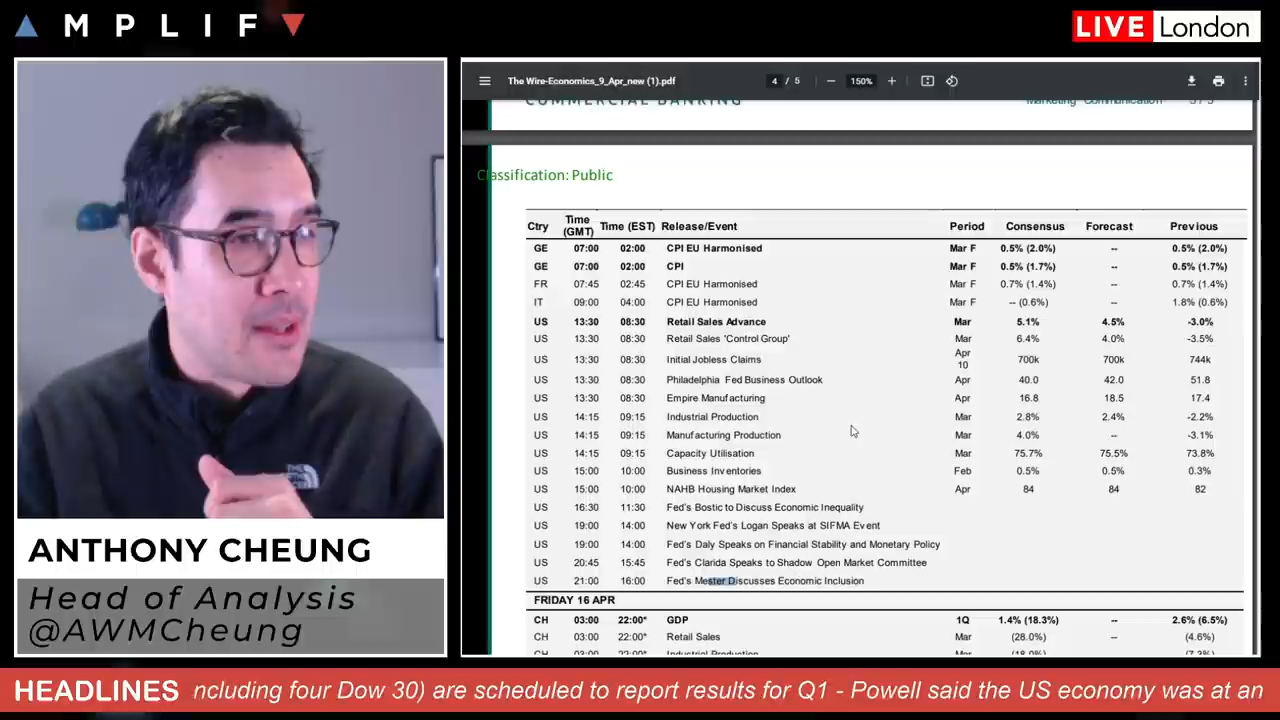 AMPLIFY
LIVE London
The Wire-Economics_9_Apr_new (1).pdf 4 / 5 150%
COMMERCIAL BANKING Marketing Communication
Classification: Public
Ctry Time (GMT) Time (EST) Release/Event Period Consensus Forecast Previous
GE 07:00 02:00 CPI EU Harmonised Mar F 0.5% (2.0%) -- 0.5% (2.0%)
GE 07:00 02:00 CPI Mar F 0.5% (1.7%) -- 0.5% (1.7%)
FR 07:45 02:45 CPI EU Harmonised Mar F 0.7% (1.4%) -- 0.7% (1.4%)
IT 09:00 04:00 CPI EU Harmonised Mar F -- (0.6%) -- 1.8% (0.6%)
US 13:30 08:30 Retail Sales Advance Mar 5.1% 4.5% -3.0%
US 13:30 08:30 Retail Sales 'Control Group' Mar 6.4% 4.0% -3.5%
US 13:30 08:30 Initial Jobless Claims Apr 10 700k 700k 744k
US 13:30 08:30 Philadelphia Fed Business Outlook Apr 40.0 42.0 51.8
US 13:30 08:30 Empire Manufacturing Apr 16.8 18.5 17.4
US 14:15 09:15 Industrial Production Mar 2.8% 2.4% -2.2%
US 14:15 09:15 Manufacturing Production Mar 4.0% -- -3.1%
US 14:15 09:15 Capacity Utilisation Mar 75.7% 75.5% 73.8%
US 15:00 10:00 Business Inventories Feb 0.5% 0.5% 0.3%
US 15:00 10:00 NAHB Housing Market Index Apr 84 84 82
US 16:30 11:30 Fed's Bostic to Discuss Economic Inequality
US 19:00 14:00 New York Fed's Logan Speaks at SIFMA Event
US 19:00 14:00 Fed's Daly Speaks on Financial Stability and Monetary Policy
US 20:45 15:45 Fed's Clarida Speaks to Shadow Open Market Committee
US 21:00 16:00 Fed's Mester Discusses Economic Inclusion
FRIDAY 16 APR
CH 03:00 22:00* GDP 1Q 1.4% (18.3%) -- 2.6% (6.5%)
CH 03:00 22:00* Retail Sales Mar (28.0%) -- (4.6%)
CH 03:00 22:00* Industrial Production Mar (18.0%) -- (7.3%)
ANTHONY CHEUNG
Head of Analysis
@AWMCheung
HEADLINES ncluding four Dow 30) are scheduled to report results for Q1 - Powell said the US economy was at an